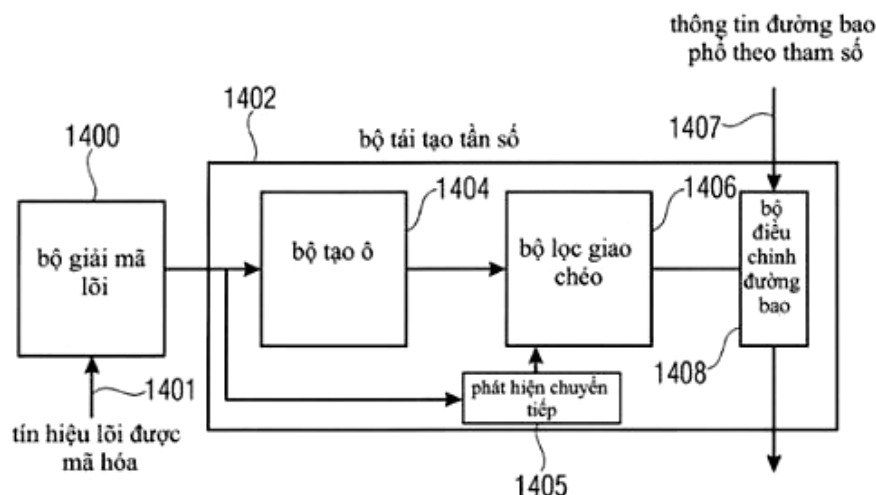 thông tin đường bao
phổ theo tham số
1402
1400
1407
bộ tái tạo tần số
1404
1406
bộ giải mã
lõi
bộ tạo ô
bộ lọc giao
chéo
bộ
điều
chỉnh
đường
bao
1401
phát hiện chuyển
tiếp
1408
tín hiệu lõi được
mã hóa
1405